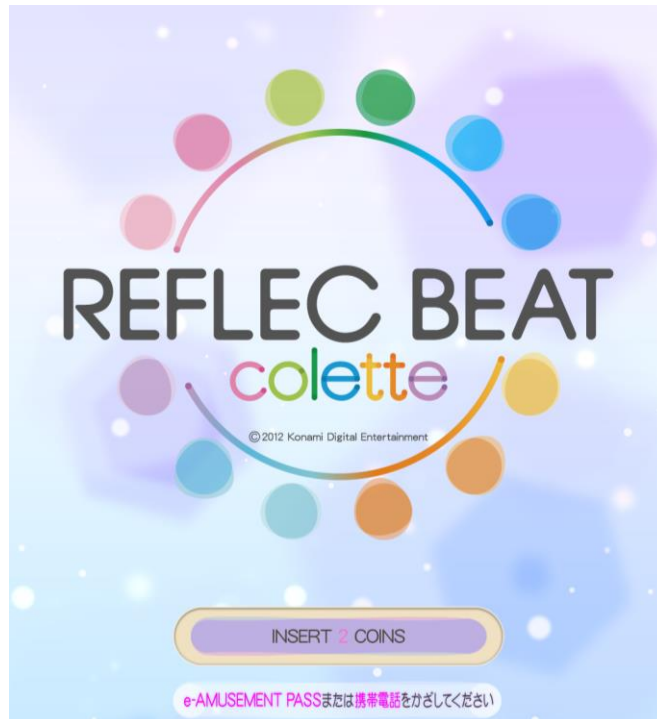 REFLEC BEAT
colette
©2012 Konami Digital Entertainment
INSERT 2 COINS
e-AMUSEMENT PASSまたは携帯電話をかざしてください